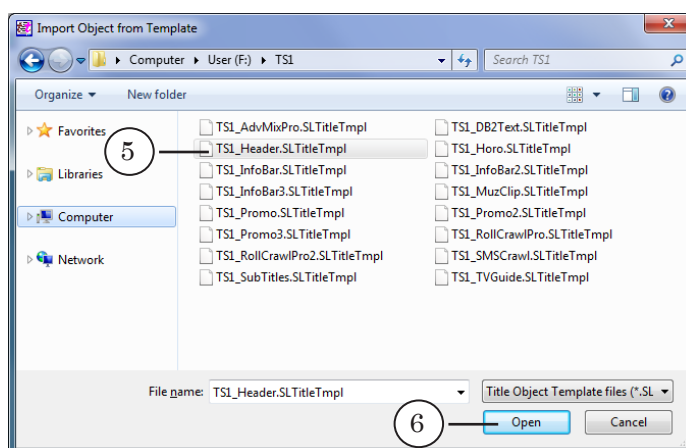 Import Object from Template
Computer ▸ User (F:) ▸ TS1
Search TS1
Organize
New folder
Favorites
Libraries
Computer
Network
TS1_AdvMixPro.SLTitleTmpl
TS1_DB2Text.SLTitleTmpl
5
TS1_Header.SLTitleTmpl
TS1_Horo.SLTitleTmpl
TS1_InfoBar.SLTitleTmpl
TS1_InfoBar2.SLTitleTmpl
TS1_InfoBar3.SLTitleTmpl
TS1_MuzClip.SLTitleTmpl
TS1_Promo.SLTitleTmpl
TS1_Promo2.SLTitleTmpl
TS1_Promo3.SLTitleTmpl
TS1_RollCrawlPro.SLTitleTmpl
TS1_RollCrawlPro2.SLTitleTmpl
TS1_SMSCrawl.SLTitleTmpl
TS1_SubTitles.SLTitleTmpl
TS1_TVGuide.SLTitleTmpl
File name: TS1_Header.SLTitleTmpl
Title Object Template files (*.SL
6
Open
Cancel